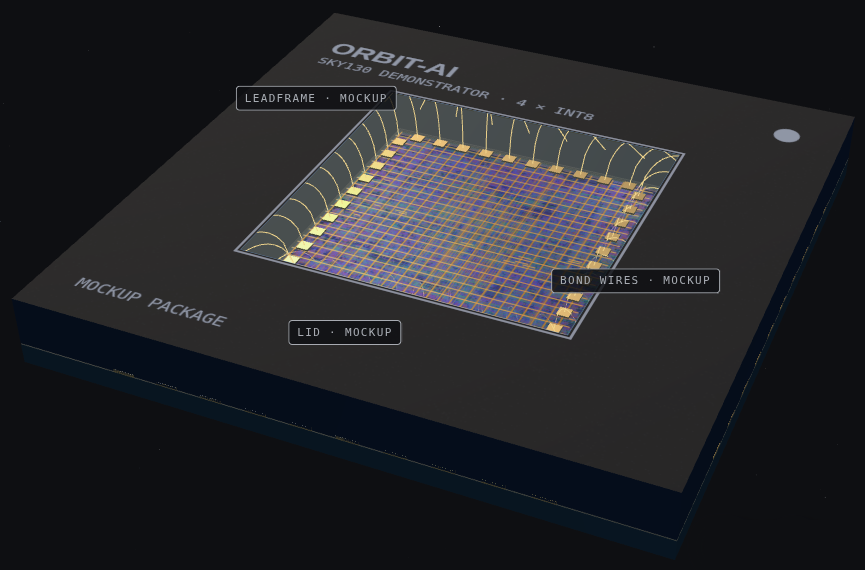 ORBIT-AI
SKY130 DEMONSTRATOR · 4 × INT8
LEADFRAME · MOCKUP
BOND WIRES · MOCKUP
MOCKUP PACKAGE
LID · MOCKUP